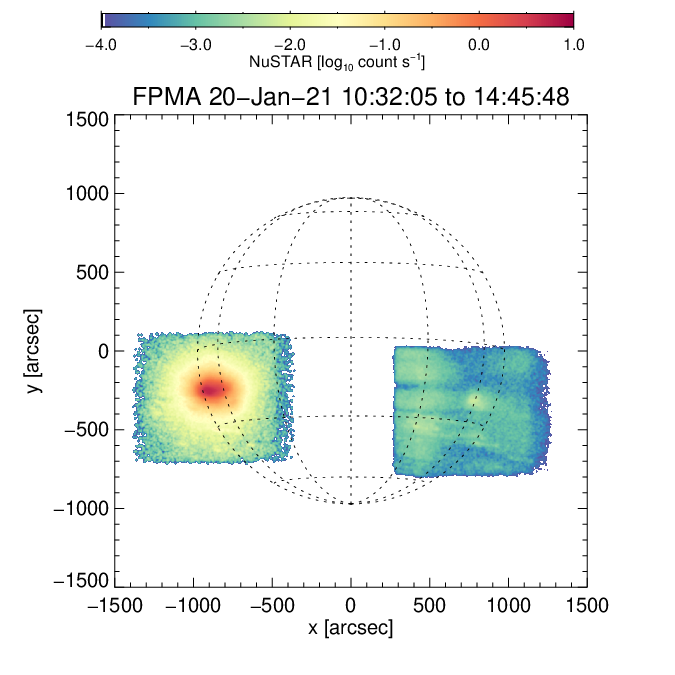 −4.0 −3.0 −2.0 −1.0 0.0 1.0
NuSTAR [log₁₀ count s⁻¹]
FPMA 20−Jan−21 10:32:05 to 14:45:48
1500
1000
500
0
−500
−1000
−1500
y [arcsec]
−1500 −1000 −500 0 500 1000 1500
x [arcsec]